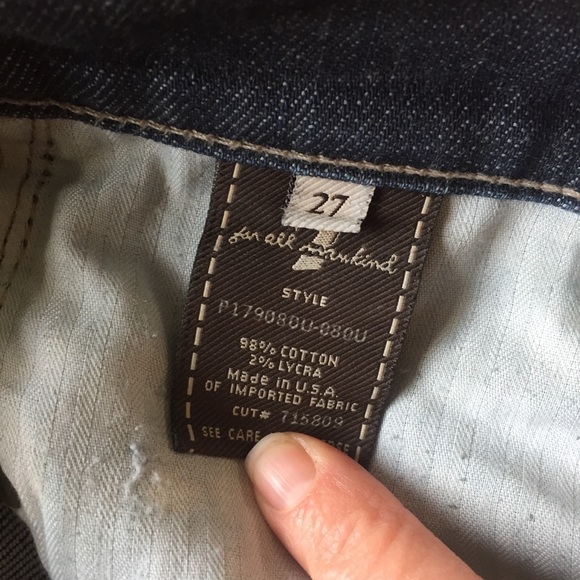 27
for all mankind
STYLE
P179080U-080U
98% COTTON
2% LYCRA
Made in U.S.A.
OF IMPORTED FABRIC
CUT# 715809
SEE CARE